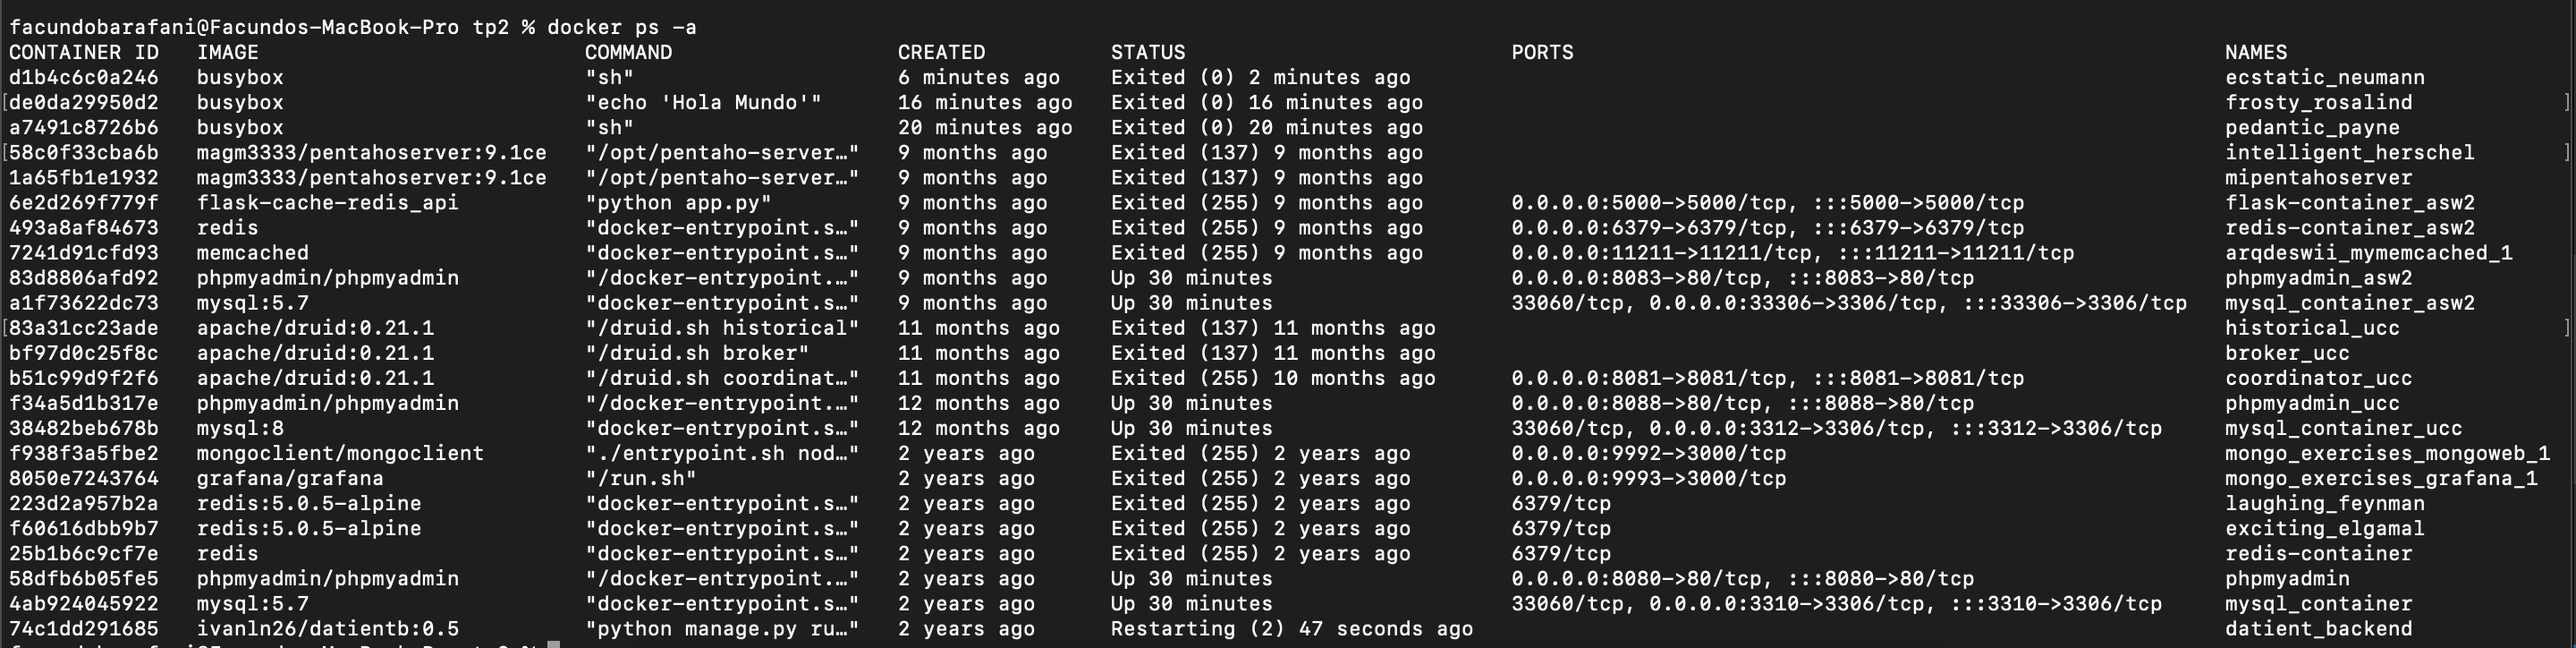 facundobarafani@Facundos-MacBook-Pro tp2 % docker ps -a
CONTAINER ID   IMAGE                          COMMAND                  CREATED          STATUS                          PORTS                                                    NAMES
d1b4c6c0a246   busybox                        "sh"                     6 minutes ago    Exited (0) 2 minutes ago                                                                 ecstatic_neumann
[de0da29950d2   busybox                        "echo 'Hola Mundo'"      16 minutes ago   Exited (0) 16 minutes ago                                                                frosty_rosalind            ]
a7491c8726b6   busybox                        "sh"                     20 minutes ago   Exited (0) 20 minutes ago                                                                pedantic_payne
[58c0f33cba6b   magm3333/pentahoserver:9.1ce   "/opt/pentaho-server…"   9 months ago     Exited (137) 9 months ago                                                                intelligent_herschel       ]
1a65fb1e1932   magm3333/pentahoserver:9.1ce   "/opt/pentaho-server…"   9 months ago     Exited (137) 9 months ago                                                                mipentahoserver
6e2d269f779f   flask-cache-redis_api          "python app.py"          9 months ago     Exited (255) 9 months ago       0.0.0.0:5000->5000/tcp, :::5000->5000/tcp                flask-container_asw2
493a8af84673   redis                          "docker-entrypoint.s…"   9 months ago     Exited (255) 9 months ago       0.0.0.0:6379->6379/tcp, :::6379->6379/tcp                redis-container_asw2
7241d91cfd93   memcached                      "docker-entrypoint.s…"   9 months ago     Exited (255) 9 months ago       0.0.0.0:11211->11211/tcp, :::11211->11211/tcp            arqdeswii_mymemcached_1
83d8806afd92   phpmyadmin/phpmyadmin          "/docker-entrypoint.…"   9 months ago     Up 30 minutes                   0.0.0.0:8083->80/tcp, :::8083->80/tcp                    phpmyadmin_asw2
a1f73622dc73   mysql:5.7                      "docker-entrypoint.s…"   9 months ago     Up 30 minutes                   33060/tcp, 0.0.0.0:33306->3306/tcp, :::33306->3306/tcp   mysql_container_asw2
[83a31cc23ade   apache/druid:0.21.1            "/druid.sh historical"   11 months ago    Exited (137) 11 months ago                                                               historical_ucc             ]
bf97d0c25f8c   apache/druid:0.21.1            "/druid.sh broker"       11 months ago    Exited (137) 11 months ago                                                               broker_ucc
b51c99d9f2f6   apache/druid:0.21.1            "/druid.sh coordinat…"   11 months ago    Exited (255) 10 months ago      0.0.0.0:8081->8081/tcp, :::8081->8081/tcp                coordinator_ucc
f34a5d1b317e   phpmyadmin/phpmyadmin          "/docker-entrypoint.…"   12 months ago    Up 30 minutes                   0.0.0.0:8088->80/tcp, :::8088->80/tcp                    phpmyadmin_ucc
38482beb678b   mysql:8                        "docker-entrypoint.s…"   12 months ago    Up 30 minutes                   33060/tcp, 0.0.0.0:3312->3306/tcp, :::3312->3306/tcp     mysql_container_ucc
f938f3a5fbe2   mongoclient/mongoclient        "./entrypoint.sh nod…"   2 years ago      Exited (255) 2 years ago        0.0.0.0:9992->3000/tcp                                   mongo_exercises_mongoweb_1
8050e7243764   grafana/grafana                "/run.sh"                2 years ago      Exited (255) 2 years ago        0.0.0.0:9993->3000/tcp                                   mongo_exercises_grafana_1
223d2a957b2a   redis:5.0.5-alpine             "docker-entrypoint.s…"   2 years ago      Exited (255) 2 years ago        6379/tcp                                                 laughing_feynman
f60616dbb9b7   redis:5.0.5-alpine             "docker-entrypoint.s…"   2 years ago      Exited (255) 2 years ago        6379/tcp                                                 exciting_elgamal
25b1b6c9cf7e   redis                          "docker-entrypoint.s…"   2 years ago      Exited (255) 2 years ago        6379/tcp                                                 redis-container
58dfb6b05fe5   phpmyadmin/phpmyadmin          "/docker-entrypoint.…"   2 years ago      Up 30 minutes                   0.0.0.0:8080->80/tcp, :::8080->80/tcp                    phpmyadmin
4ab924045922   mysql:5.7                      "docker-entrypoint.s…"   2 years ago      Up 30 minutes                   33060/tcp, 0.0.0.0:3310->3306/tcp, :::3310->3306/tcp     mysql_container
74c1dd291685   ivanln26/datientb:0.5          "python manage.py ru…"   2 years ago      Restarting (2) 47 seconds ago                                                            datient_backend